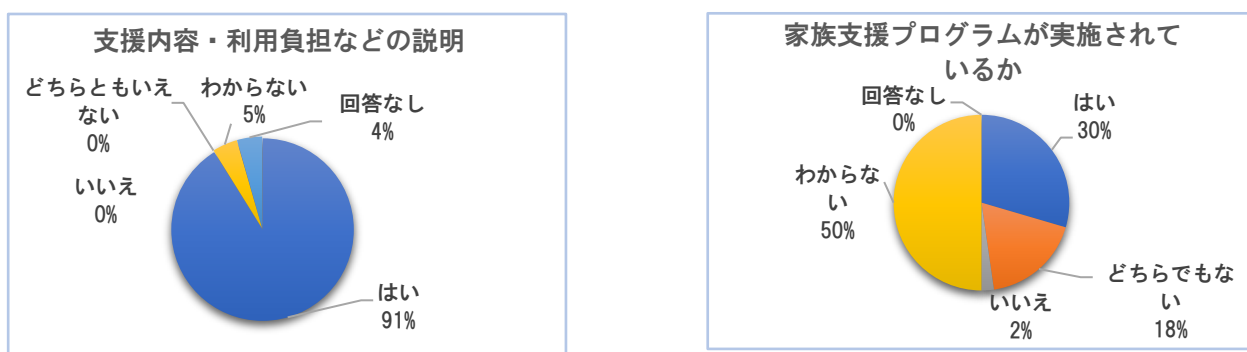 支援内容・利用負担などの説明
どちらともいえ
ない
0%
わからない
5%
回答なし
4%
いいえ
0%
はい
91%
家族支援プログラムが実施されて
いるか
回答なし
0%
はい
30%
わからな
い
50%
どちらでもな
い
18%
いいえ
2%